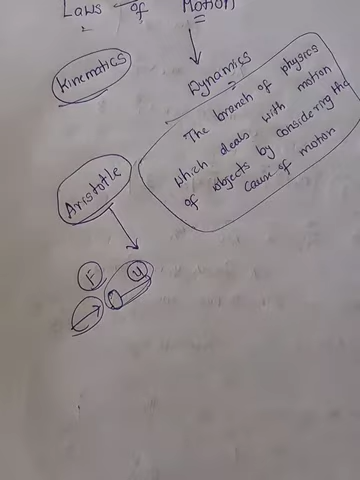 Laws of Motion
Kinematics
Dynamics
The branch of physics
which deals with motion
of objects by considering the
cause of motion
Aristotle
F
u